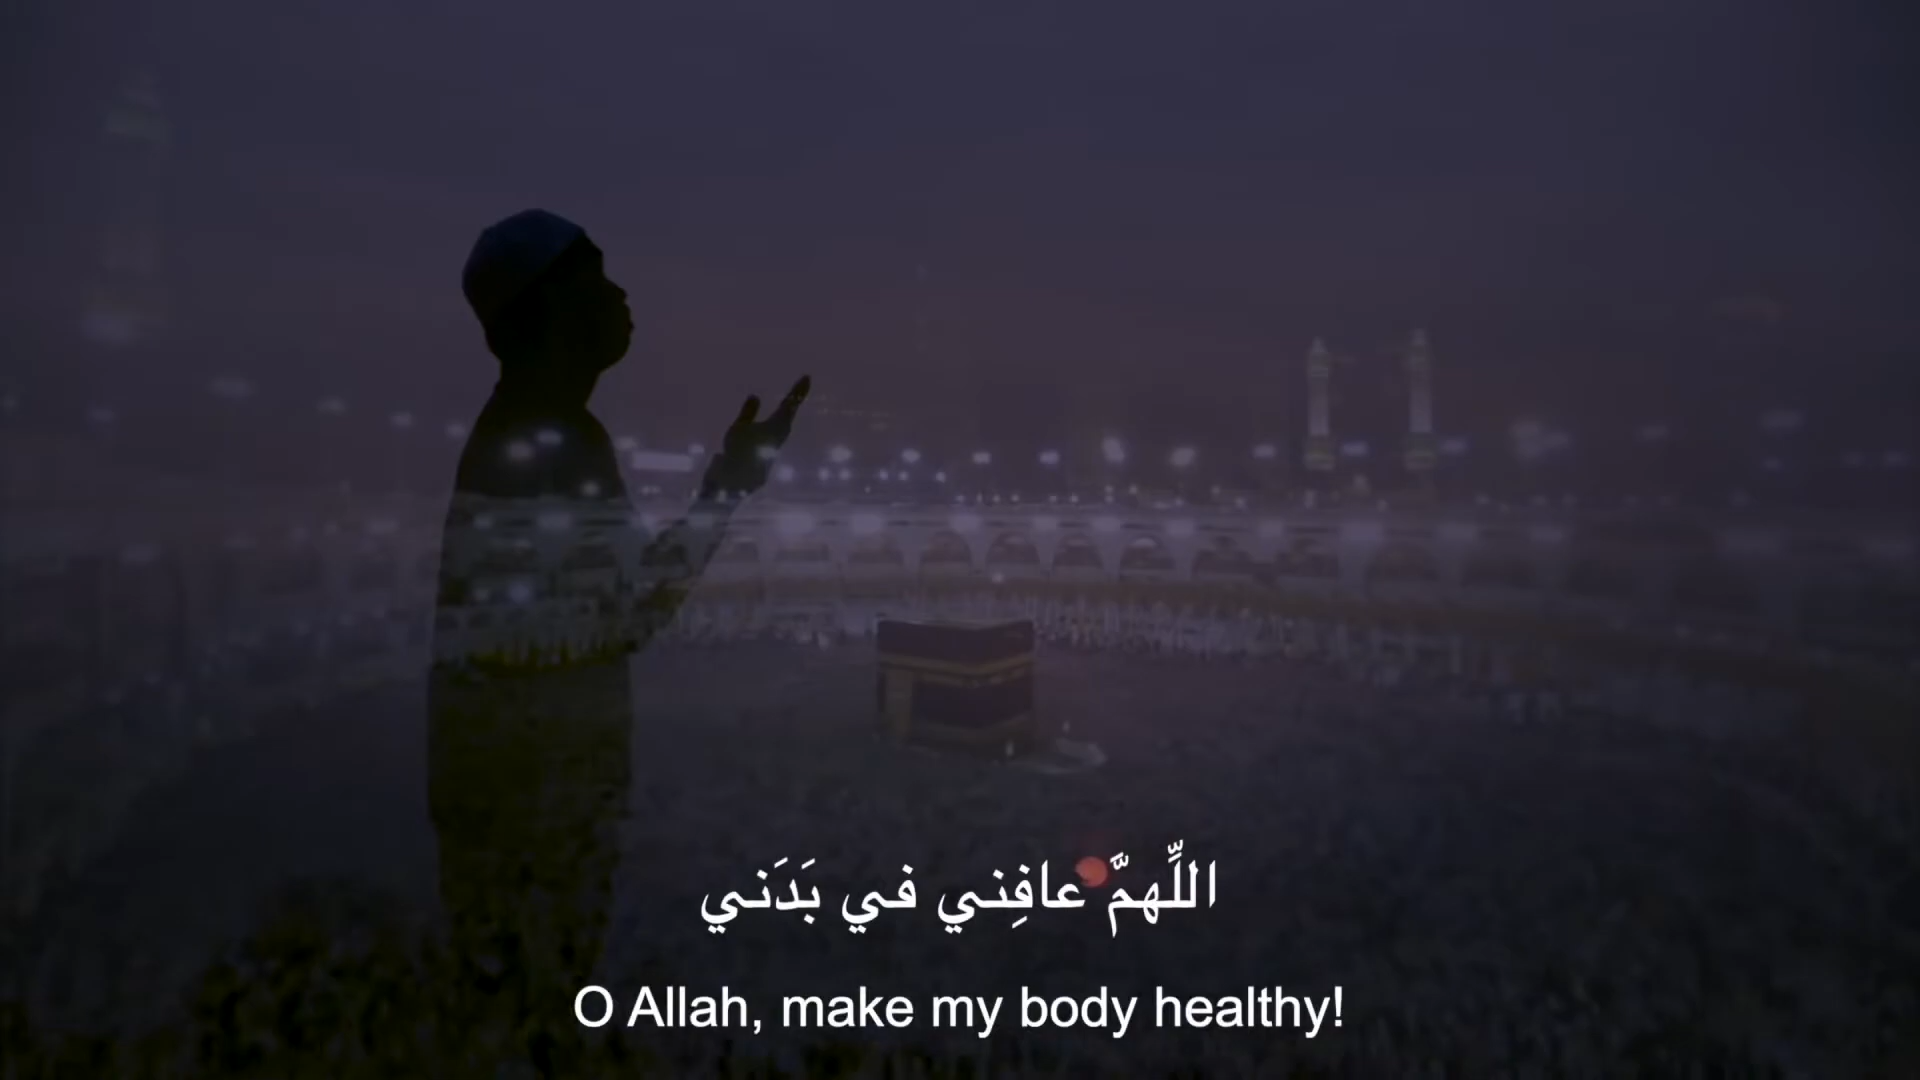 اللِّهمَّ عافِني في بَدَني
O Allah, make my body healthy!